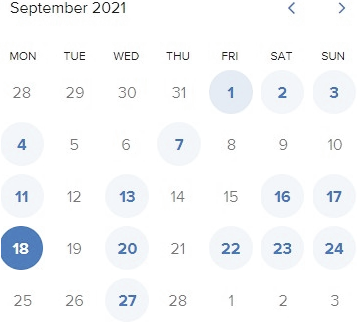 September 2021 < >
MON TUE WED THU FRI SAT SUN
28 29 30 31 1 2 3
4 5 6 7 8 9 10
11 12 13 14 15 16 17
18 19 20 21 22 23 24
25 26 27 28 1 2 3